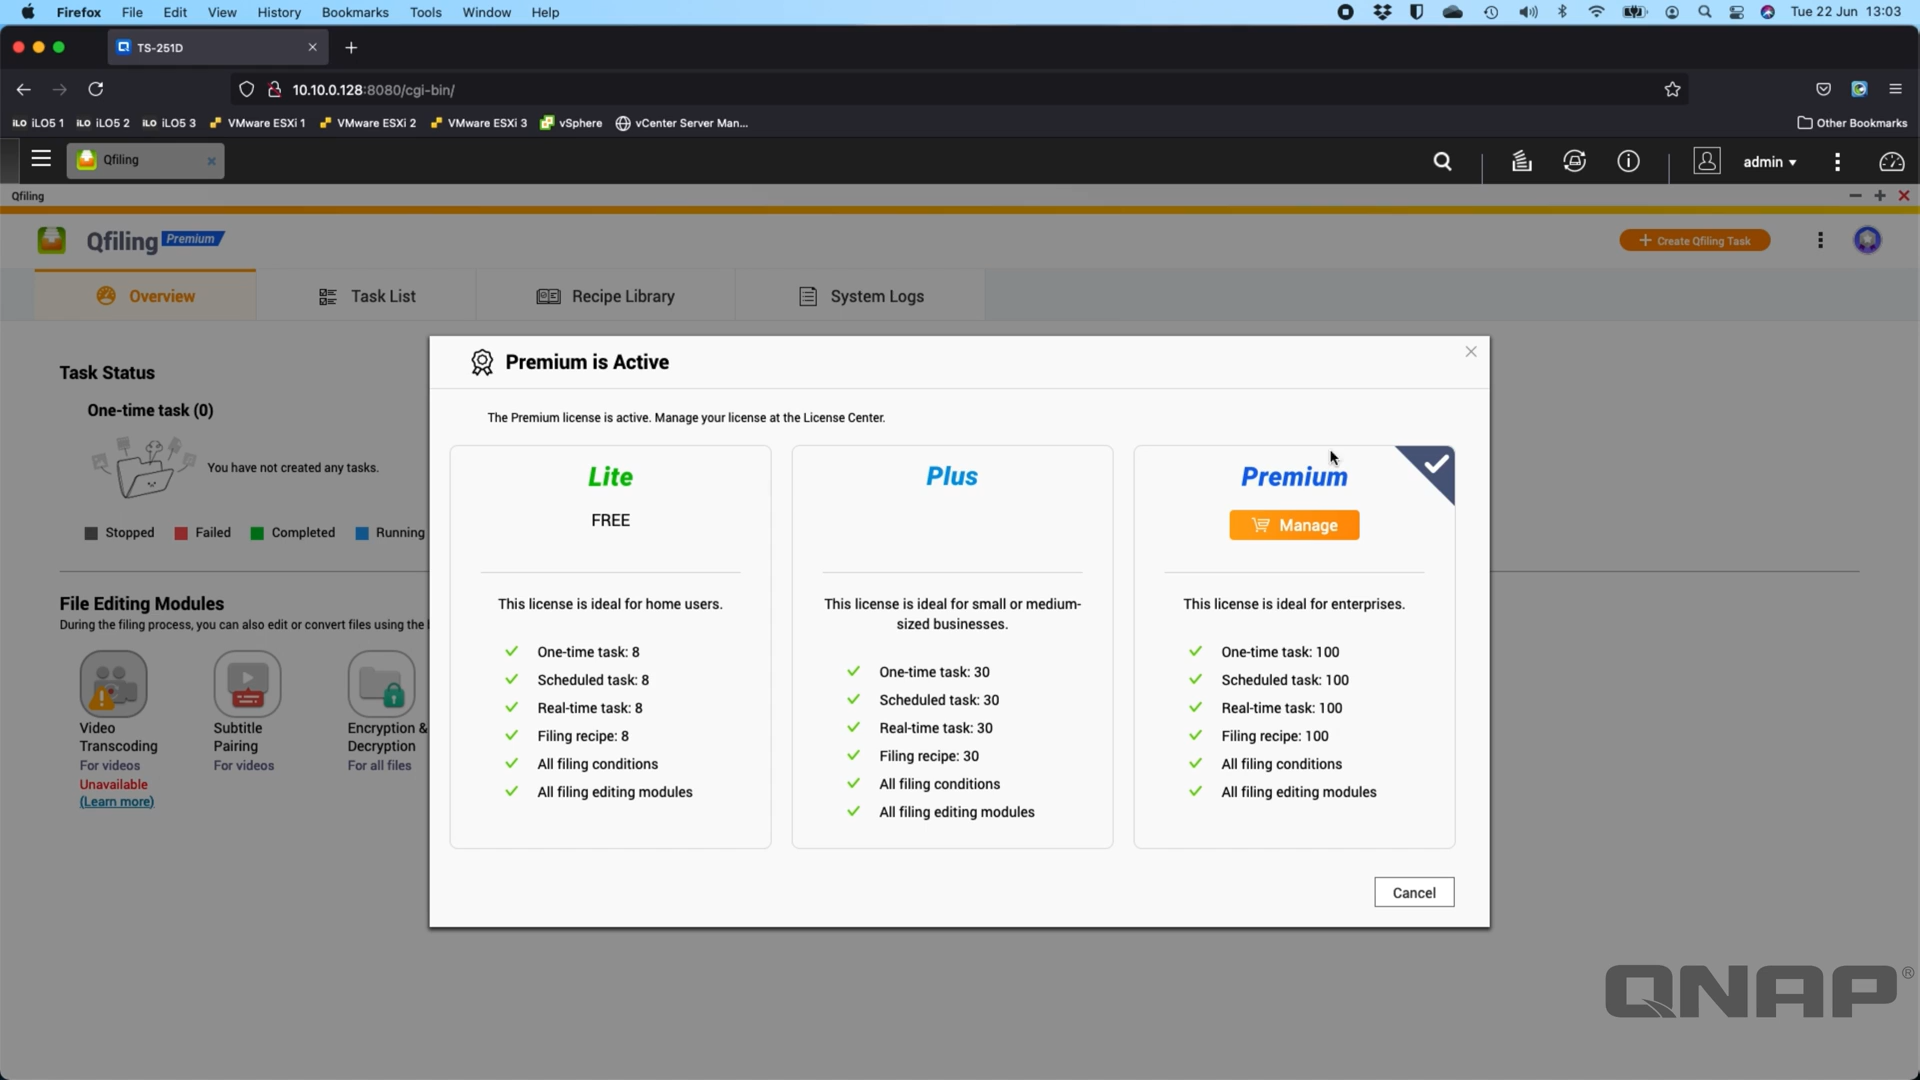 Firefox File Edit View History Bookmarks Tools Window Help
Tue 22 Jun 13:03
TS-251D
10.10.0.128:8080/cgi-bin/
iLO iLO5 1 iLO iLO5 2 iLO iLO5 3 VMware ESXi 1 VMware ESXi 2 VMware ESXi 3 vSphere vCenter Server Man... Other Bookmarks
Qfiling
admin
Qfiling
Qfiling Premium
+ Create Qfiling Task
Overview Task List Recipe Library System Logs
Task Status
One-time task (0)
You have not created any tasks.
Stopped Failed Completed Running
File Editing Modules
During the filing process, you can also edit or convert files using the
Video
Transcoding
For videos
Unavailable
(Learn more)
Subtitle
Pairing
For videos
Encryption &
Decryption
For all files
Premium is Active
The Premium license is active. Manage your license at the License Center.
Lite
FREE
This license is ideal for home users.
One-time task: 8
Scheduled task: 8
Real-time task: 8
Filing recipe: 8
All filing conditions
All filing editing modules
Plus
This license is ideal for small or medium-
sized businesses.
One-time task: 30
Scheduled task: 30
Real-time task: 30
Filing recipe: 30
All filing conditions
All filing editing modules
Premium
Manage
This license is ideal for enterprises.
One-time task: 100
Scheduled task: 100
Real-time task: 100
Filing recipe: 100
All filing conditions
All filing editing modules
Cancel
QNAP®